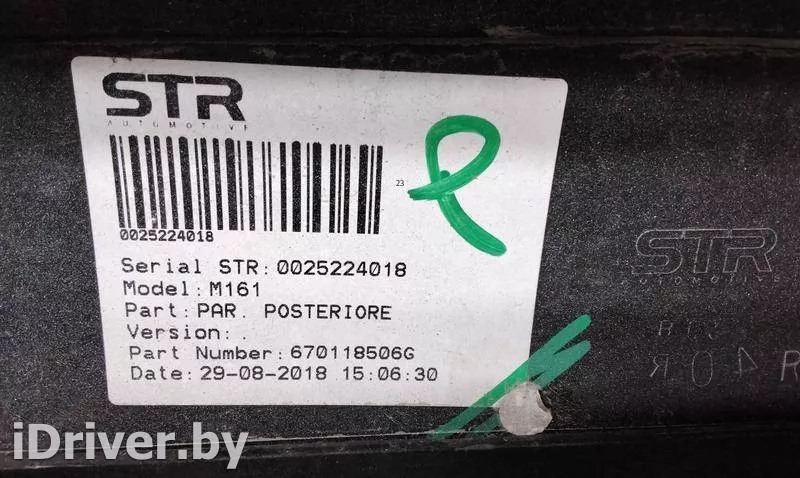 STR
AUTOMOTIVE
23
0025224018
Serial STR: 0025224018
Model: M161
Part: PAR. POSTERIORE
Version: .
Part Number: 670118506G
Date: 29-08-2018 15:06:30
STR
AUTOMOTIVE
iDriver.by